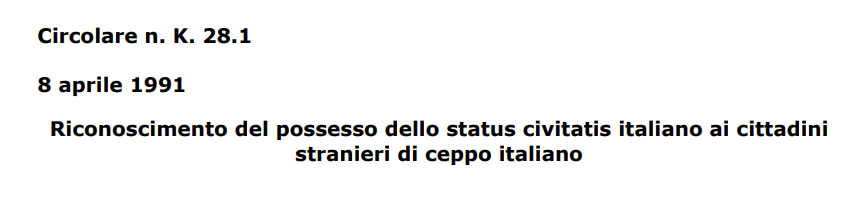 Circolare n. K. 28.1
8 aprile 1991
Riconoscimento del possesso dello status civitatis italiano ai cittadini
stranieri di ceppo italiano